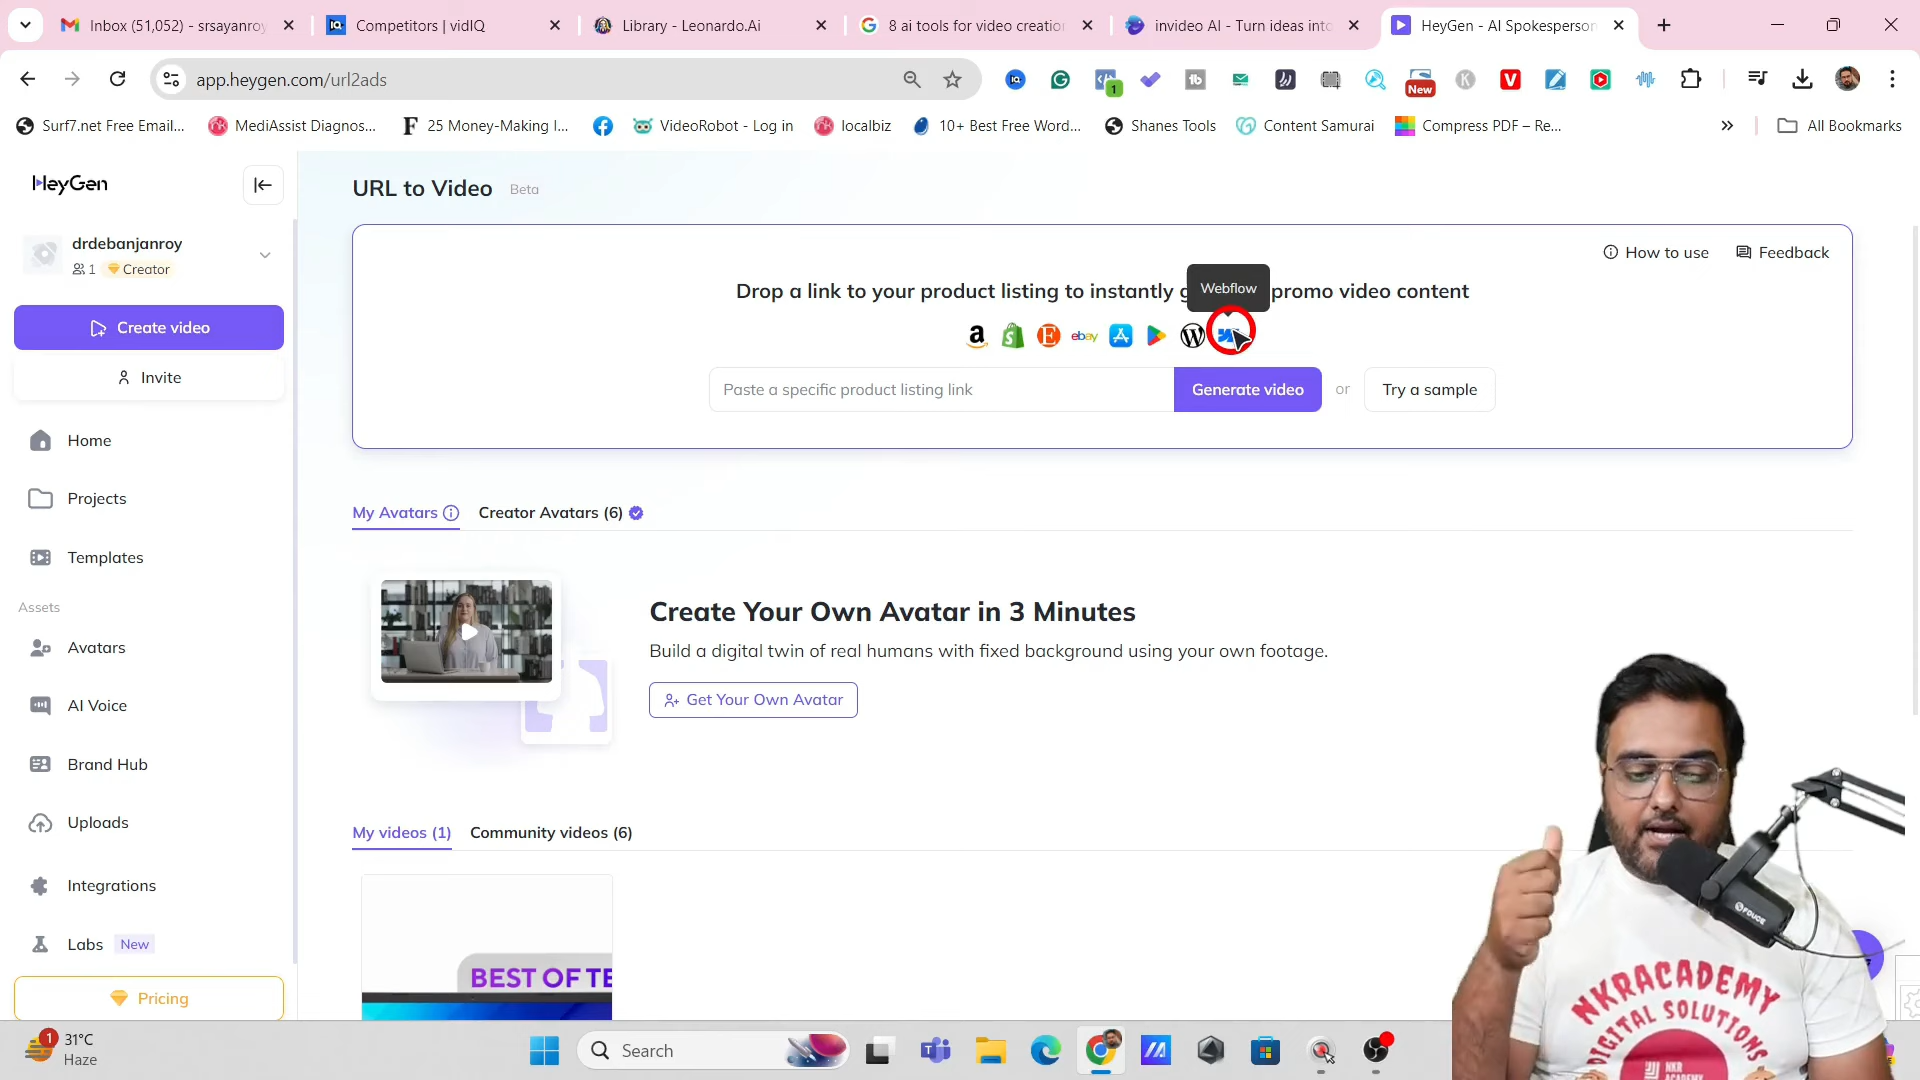 Inbox (51,052) - srsayanroy
Competitors | vidIQ
Library - Leonardo.Ai
8 ai tools for video creation
invideo AI - Turn ideas into
HeyGen - AI Spokesperson
app.heygen.com/url2ads
1
New
Surf7.net Free Email...
MediAssist Diagnos...
25 Money-Making I...
VideoRobot - Log in
localbiz
10+ Best Free Word...
Shanes Tools
Content Samurai
Compress PDF – Re...
All Bookmarks
HeyGen
URL to Video Beta
drdebanjanroy
1 Creator
How to use
Feedback
Webflow
Drop a link to your product listing to instantly g promo video content
ebay
Create video
Invite
Paste a specific product listing link
Generate video
or
Try a sample
Home
Projects
Templates
Assets
Avatars
AI Voice
Brand Hub
Uploads
Integrations
Labs New
Pricing
My Avatars
Creator Avatars (6)
Create Your Own Avatar in 3 Minutes
Build a digital twin of real humans with fixed background using your own footage.
Get Your Own Avatar
My videos (1)
Community videos (6)
BEST OF TE
FDUCE
NKRACADEMY
DIGITAL SOLUTIONS
NKR
1
31°C
Haze
Search